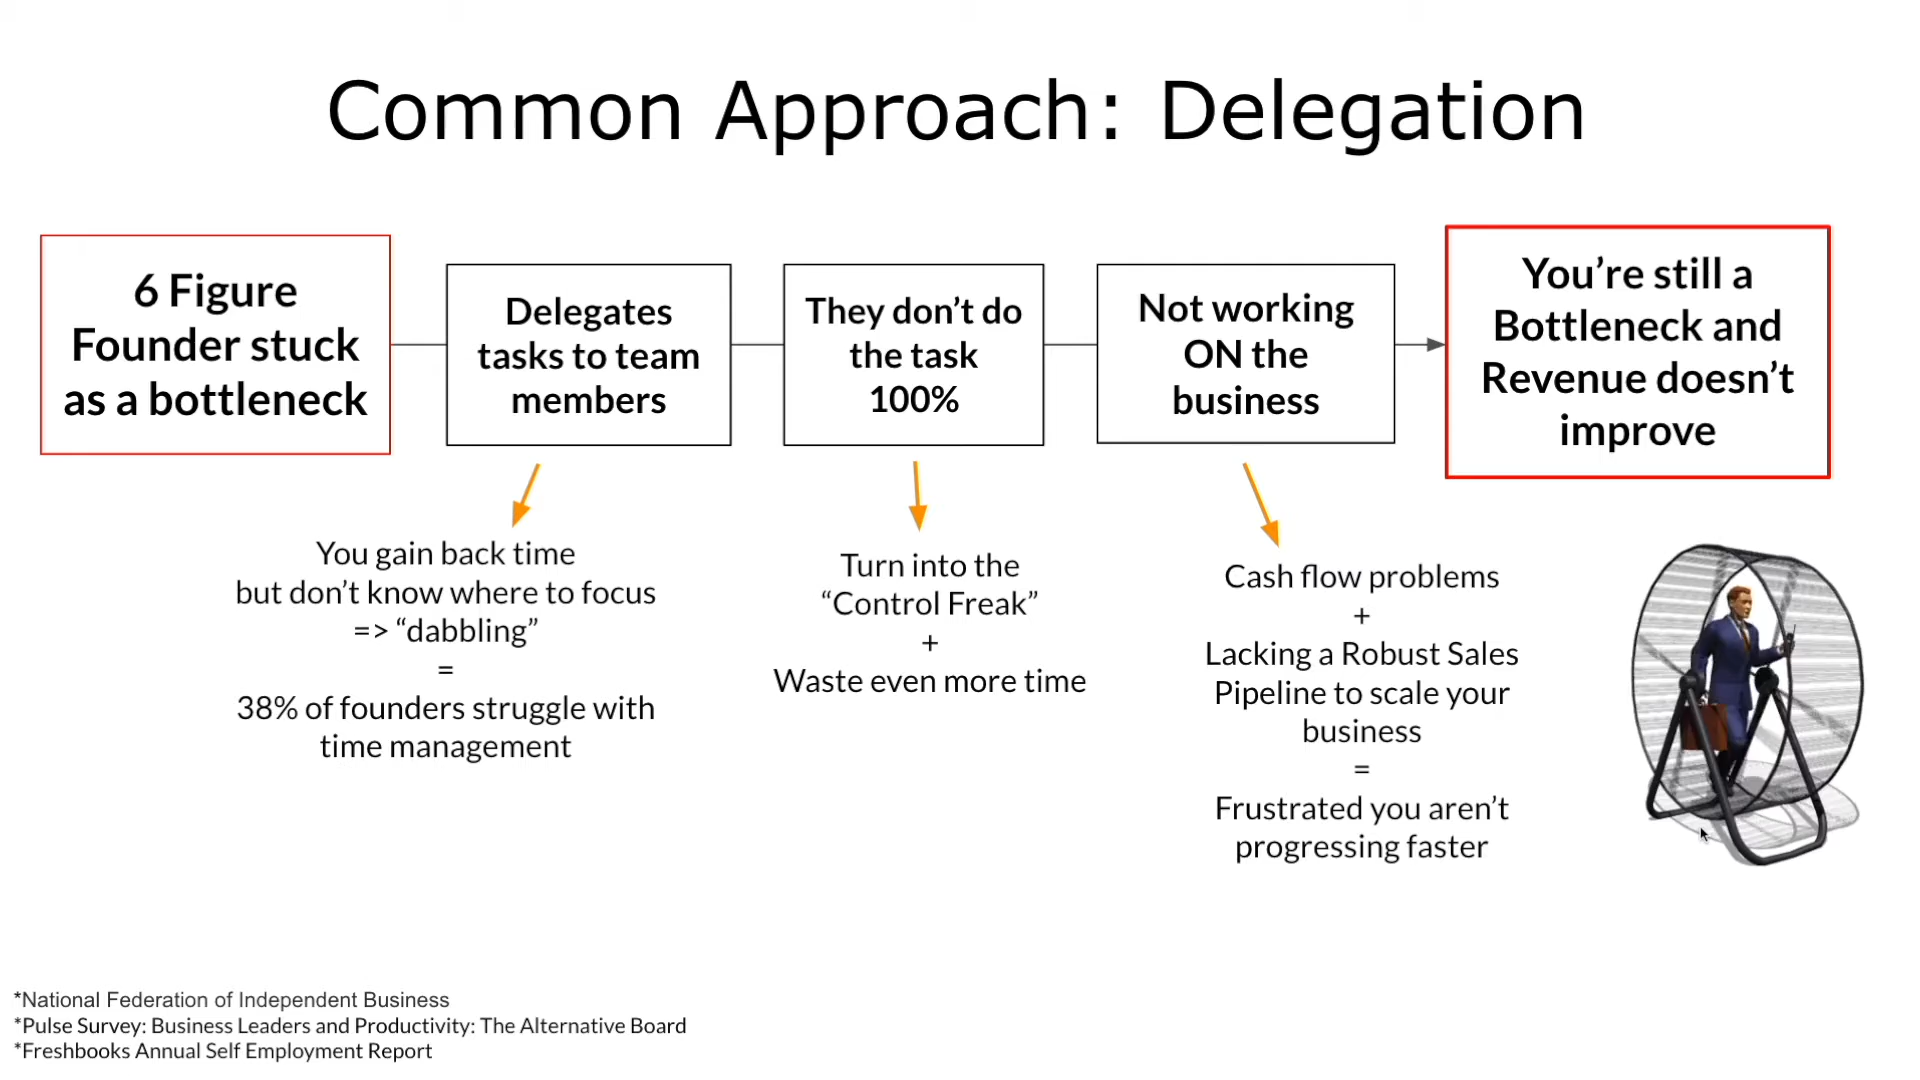 Common Approach: Delegation
6 Figure
Founder stuck
as a bottleneck
Delegates
tasks to team
members
They don’t do
the task
100%
Not working
ON the
business
You’re still a
Bottleneck and
Revenue doesn’t
improve
You gain back time
but don’t know where to focus
=> “dabbling”
=
38% of founders struggle with
time management
Turn into the
“Control Freak”
+
Waste even more time
Cash flow problems
+
Lacking a Robust Sales
Pipeline to scale your
business
=
Frustrated you aren’t
progressing faster
*National Federation of Independent Business
*Pulse Survey: Business Leaders and Productivity: The Alternative Board
*Freshbooks Annual Self Employment Report